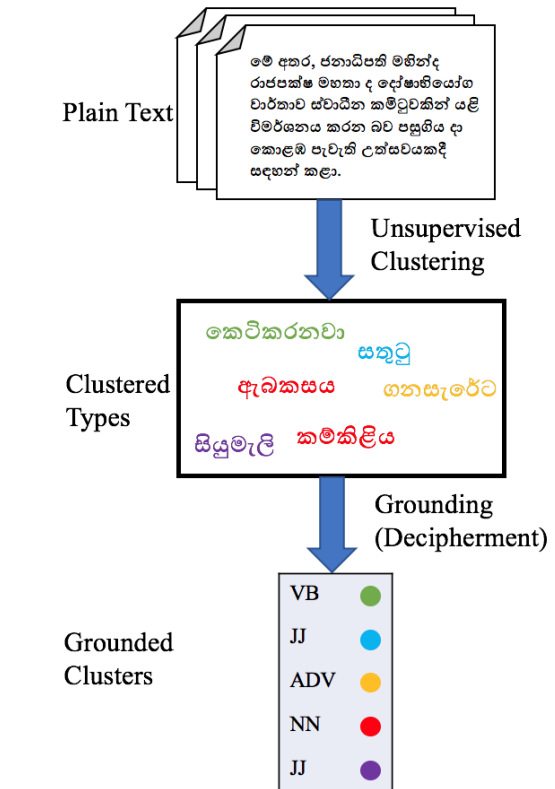 Plain Text
මේ අතර, ජනාධිපති මහින්ද
රාජපක්ෂ මහතා ද දෝෂාභියෝග
වාර්තාව ස්වාධීන කමිටුවකින් යළි
විමර්ශනය කරන බව පසුගිය දා
කොළඹ පැවැති උත්සවයකදී
සඳහන් කළා.
Unsupervised
Clustering
Clustered
Types
කෙටිකරනවා
සතුටු
ඇබකසය
ගනසැරේට
සියුමැලි
කම්කිළිය
Grounding
(Decipherment)
Grounded
Clusters
VB
JJ
ADV
NN
JJ